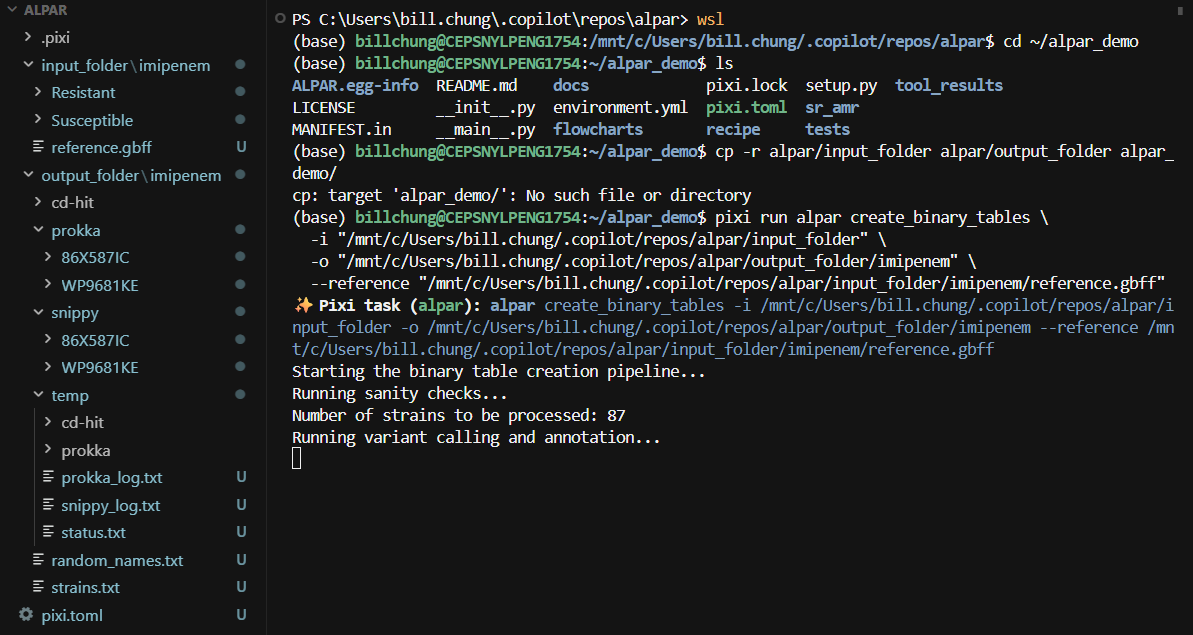 ALPAR
.pixi
input_folder\imipenem
Resistant
Susceptible
reference.gbff U
output_folder\imipenem
cd-hit
prokka
86X587IC
WP9681KE
snippy
86X587IC
WP9681KE
temp
cd-hit
prokka
prokka_log.txt U
snippy_log.txt U
status.txt U
random_names.txt U
strains.txt U
pixi.toml U
PS C:\Users\bill.chung\.copilot\repos\alpar> wsl
(base) billchung@CEPSNYLPENG1754:/mnt/c/Users/bill.chung/.copilot/repos/alpar$ cd ~/alpar_demo
(base) billchung@CEPSNYLPENG1754:~/alpar_demo$ ls
ALPAR.egg-info README.md docs pixi.lock setup.py tool_results
LICENSE __init__.py environment.yml pixi.toml sr_amr
MANIFEST.in __main__.py flowcharts recipe tests
(base) billchung@CEPSNYLPENG1754:~/alpar_demo$ cp -r alpar/input_folder alpar/output_folder alpar_
demo/
cp: target 'alpar_demo/': No such file or directory
(base) billchung@CEPSNYLPENG1754:~/alpar_demo$ pixi run alpar create_binary_tables \
-i "/mnt/c/Users/bill.chung/.copilot/repos/alpar/input_folder" \
-o "/mnt/c/Users/bill.chung/.copilot/repos/alpar/output_folder/imipenem" \
--reference "/mnt/c/Users/bill.chung/.copilot/repos/alpar/input_folder/imipenem/reference.gbff"
✨ Pixi task (alpar): alpar create_binary_tables -i /mnt/c/Users/bill.chung/.copilot/repos/alpar/i
nput_folder -o /mnt/c/Users/bill.chung/.copilot/repos/alpar/output_folder/imipenem --reference /mn
t/c/Users/bill.chung/.copilot/repos/alpar/input_folder/imipenem/reference.gbff
Starting the binary table creation pipeline...
Running sanity checks...
Number of strains to be processed: 87
Running variant calling and annotation...